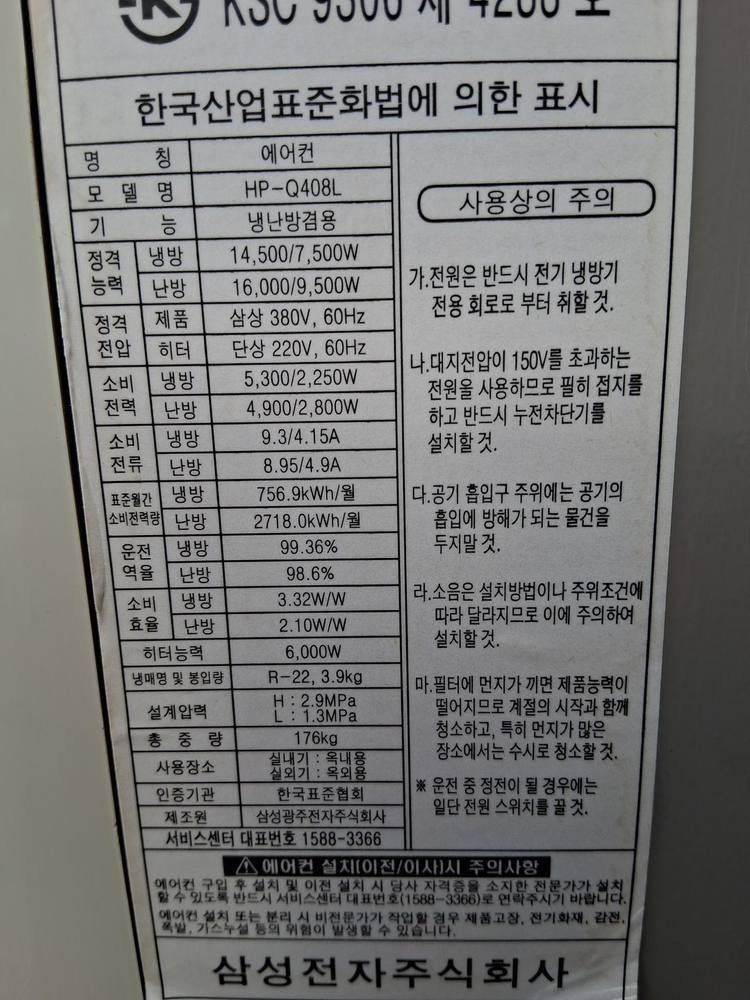 KSC 9306 제 4266 호
한국산업표준화법에 의한 표시
명 칭 에어컨
모 델 명 HP-Q408L
기 능 냉난방겸용
정격능력 냉방 14,500/7,500W
난방 16,000/9,500W
정격전압 제품 삼상 380V, 60Hz
히터 단상 220V, 60Hz
소비전력 냉방 5,300/2,250W
난방 4,900/2,800W
소비전류 냉방 9.3/4.15A
난방 8.95/4.9A
표준월간소비전력량 냉방 756.9kWh/월
난방 2718.0kWh/월
운전역율 냉방 99.36%
난방 98.6%
소비효율 냉방 3.32W/W
난방 2.10W/W
히터능력 6,000W
냉매명 및 봉입량 R-22, 3.9kg
설계압력 H : 2.9MPa
L : 1.3MPa
총 중 량 176kg
사용장소 실내기 : 옥내용
실외기 : 옥외용
인증기관 한국표준협회
제조원 삼성광주전자주식회사
서비스센터 대표번호 1588-3366
사용상의 주의
가.전원은 반드시 전기 냉방기
전용 회로로 부터 취할 것.
나.대지전압이 150V를 초과하는
전원을 사용하므로 필히 접지를
하고 반드시 누전차단기를
설치할 것.
다.공기 흡입구 주위에는 공기의
흡입에 방해가 되는 물건을
두지말 것.
라.소음은 설치방법이나 주위조건에
따라 달라지므로 이에 주의하여
설치할 것.
마.필터에 먼지가 끼면 제품능력이
떨어지므로 계절의 시작과 함께
청소하고, 특히 먼지가 많은
장소에서는 수시로 청소할 것.
※ 운전 중 정전이 될 경우에는
일단 전원 스위치를 끌 것.
에어컨 설치(이전/이사)시 주의사항
에어컨 구입 후 설치 및 이전 설치 시 당사 자격증을 소지한 전문가가 설치
할 수 있도록 반드시 서비스센터 대표번호(1588-3366)로 연락주시기 바랍니다.
에어컨 설치 또는 분리 시 비전문가가 작업할 경우 제품고장, 전기화재, 감전,
폭발, 가스누설 등의 위험이 발생할 수 있습니다.
삼성전자주식회사